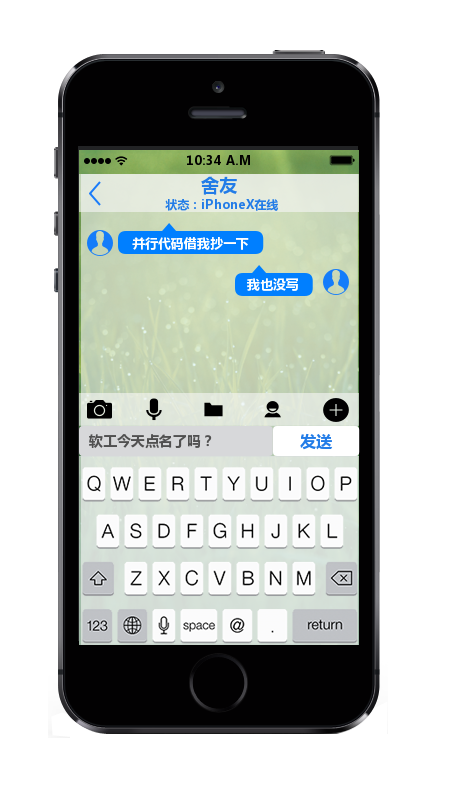 10:34 A.M
舍友
状态：iPhoneX在线
并行代码借我抄一下
我也没写
软工今天点名了吗？
发送
Q W E R T Y U I O P
A S D F G H J K L
Z X C V B N M
123 space @ . return